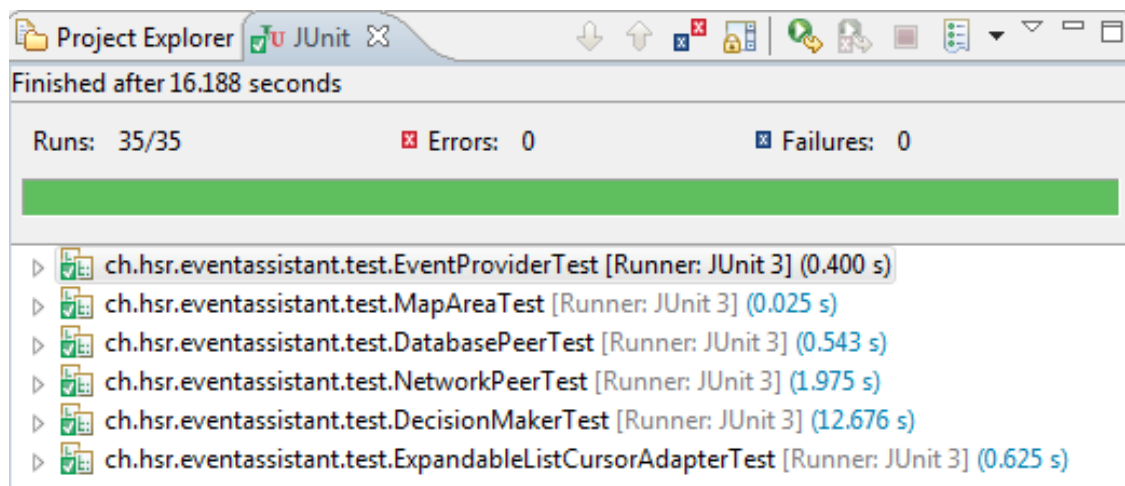 Project Explorer JU JUnit
Finished after 16.188 seconds
Runs: 35/35 Errors: 0 Failures: 0
ch.hsr.eventassistant.test.EventProviderTest [Runner: JUnit 3] (0.400 s)
ch.hsr.eventassistant.test.MapAreaTest [Runner: JUnit 3] (0.025 s)
ch.hsr.eventassistant.test.DatabasePeerTest [Runner: JUnit 3] (0.543 s)
ch.hsr.eventassistant.test.NetworkPeerTest [Runner: JUnit 3] (1.975 s)
ch.hsr.eventassistant.test.DecisionMakerTest [Runner: JUnit 3] (12.676 s)
ch.hsr.eventassistant.test.ExpandableListCursorAdapterTest [Runner: JUnit 3] (0.625 s)